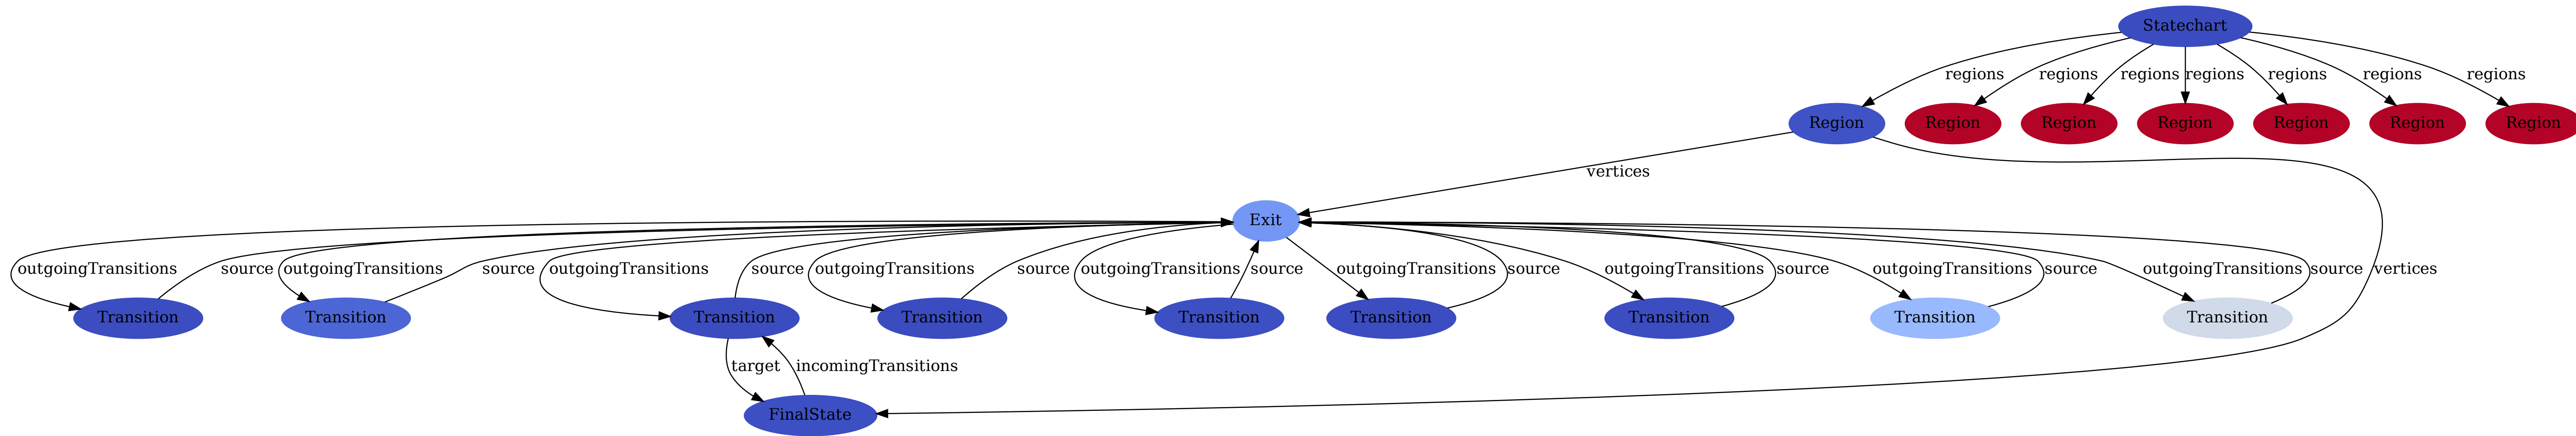 Statechart
regions regions regions regions regions regions regions
Region Region Region Region Region Region Region
vertices
Exit
outgoingTransitions source outgoingTransitions source outgoingTransitions source outgoingTransitions source outgoingTransitions source outgoingTransitions source outgoingTransitions source outgoingTransitions source outgoingTransitions source vertices
Transition Transition Transition Transition Transition Transition Transition Transition Transition
target incomingTransitions
FinalState